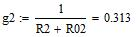 g2 := 1 / (R2 + R02) = 0.313